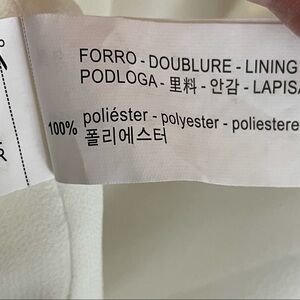 FORRO - DOUBLURE - LINING
PODLOGA - 里料 - 안감 - LAPISA
100% poliéster - polyester - poliestere
폴리에스터
R